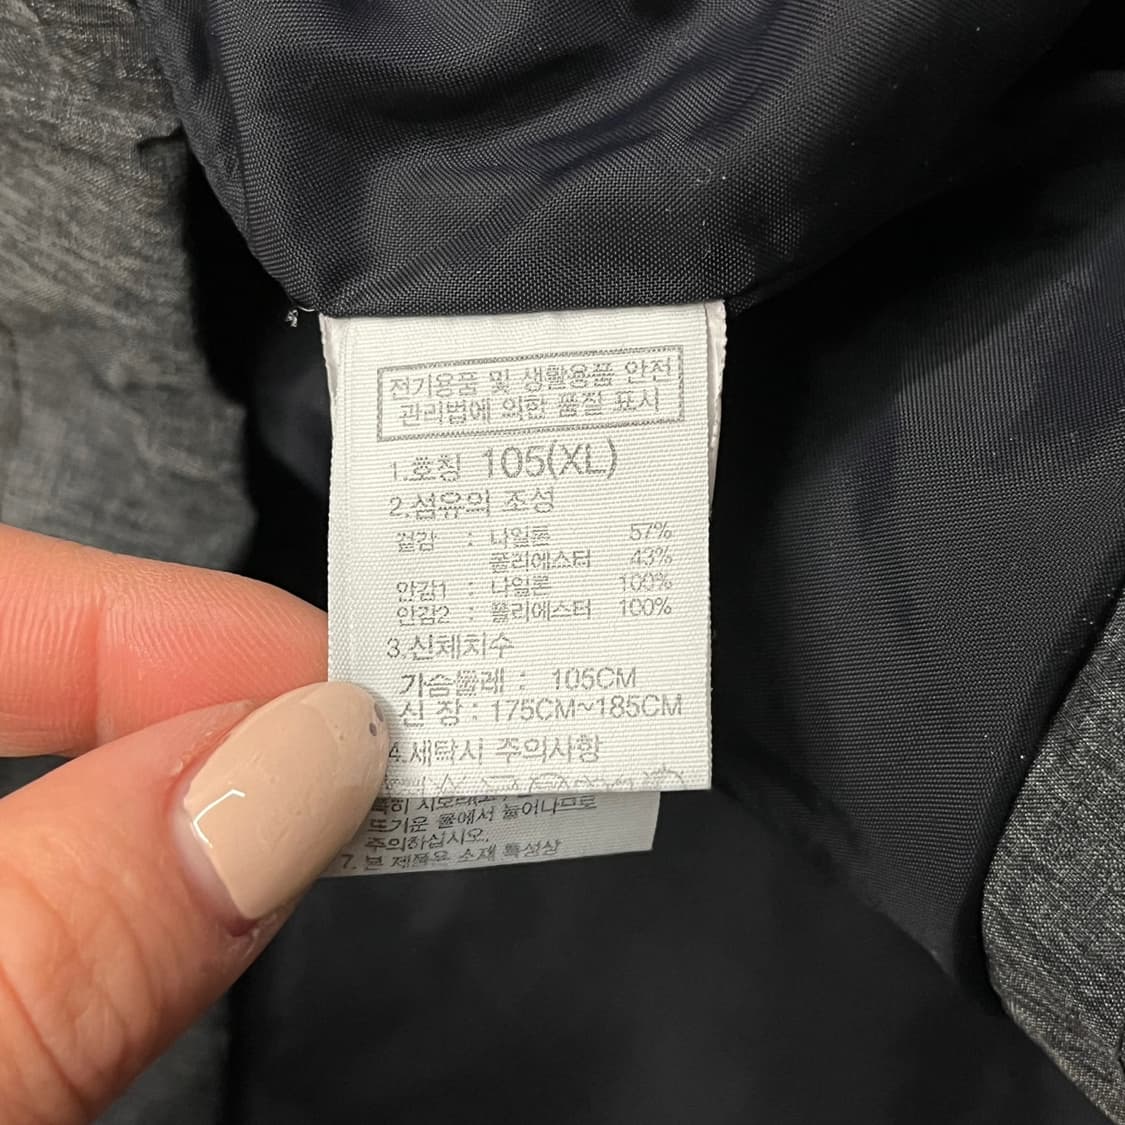 전기용품 및 생활용품 안전
관리법에 의한 품질 표시
1.호칭 105(XL)
2.섬유의 조성
겉감 : 나일론 57%
폴리에스터 43%
안감1 : 나일론 100%
안감2 : 폴리에스터 100%
3.신체치수
가슴둘레 : 105CM
신 장 : 175CM~185CM
4.세탁시 주의사항
특히
뜨거운 물에서 늘어나므로
주의하십시오.
7. 본 제품은 소재 특성상